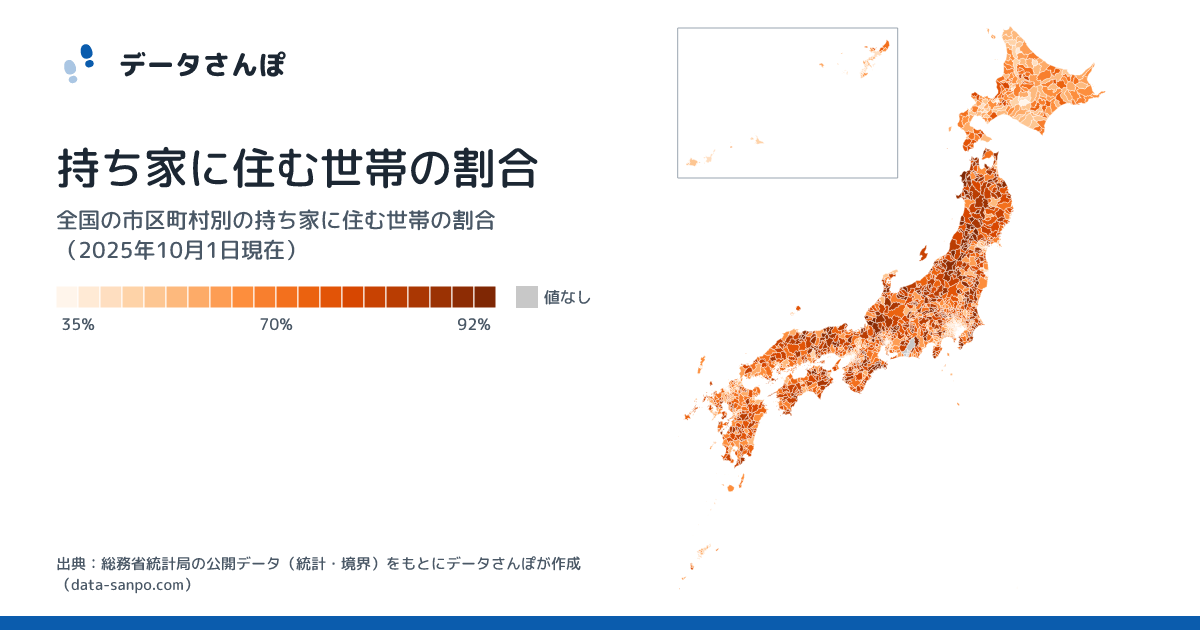 データさんぽ
持ち家に住む世帯の割合
全国の市区町村別の持ち家に住む世帯の割合
（2025年10月1日現在）
値なし
35% 70% 92%
出典：総務省統計局の公開データ（統計・境界）をもとにデータさんぽが作成
（data-sanpo.com）